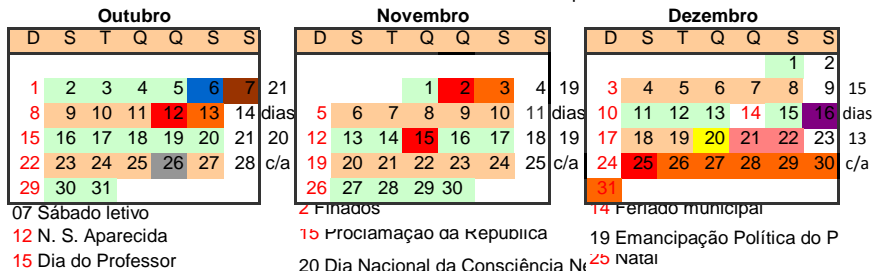 Outubro Novembro Dezembro
D S T Q Q S S D S T Q Q S S D S T Q Q S S
1 2
1 2 3 4 5 6 7 21 1 2 3 4 19 3 4 5 6 7 8 9 15
8 9 10 11 12 13 14 dias 5 6 7 8 9 10 11 dias 10 11 12 13 14 15 16 dias
15 16 17 18 19 20 21 20 12 13 14 15 16 17 18 19 17 18 19 20 21 22 23 13
22 23 24 25 26 27 28 c/a 19 20 21 22 23 24 25 c/a 24 25 26 27 28 29 30 c/a
29 30 31 26 27 28 29 30 31
07 Sábado letivo 2 Finados 14 Feriado municipal
12 N. S. Aparecida 15 Proclamação da República 19 Emancipação Política do P
15 Dia do Professor 20 Dia Nacional da Consciência 25 Natal